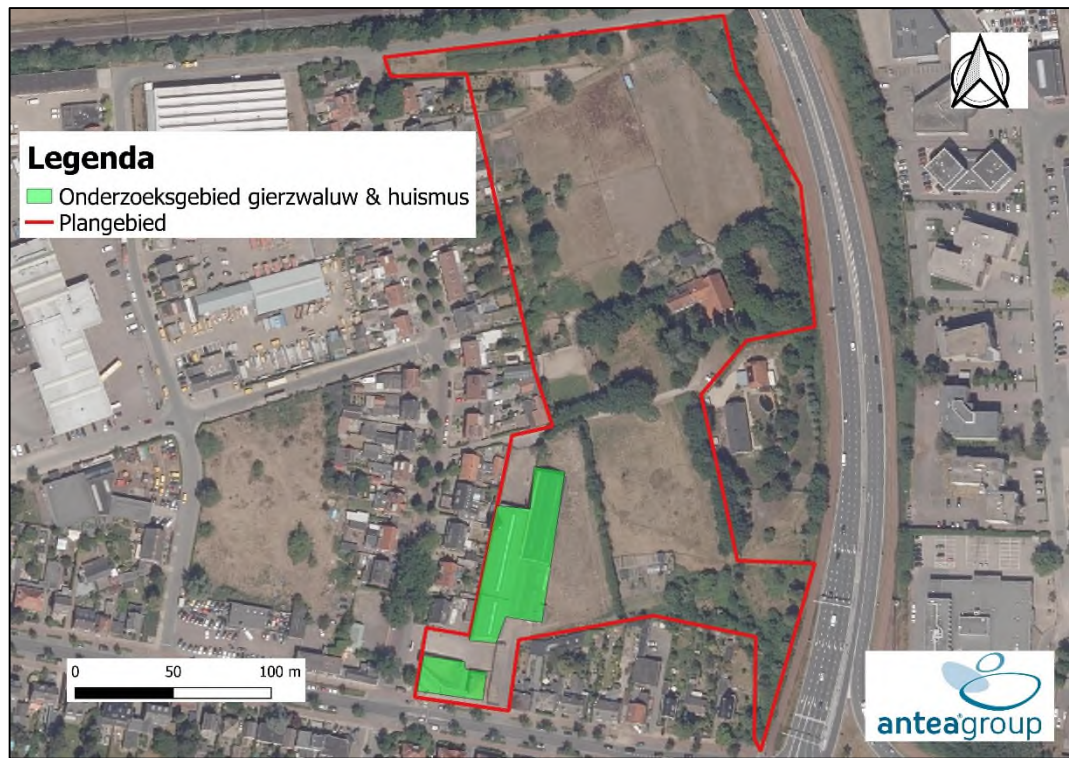 Legenda
Onderzoeksgebied gierzwaluw & huismus
Plangebied
0 50 100 m
anteagroup